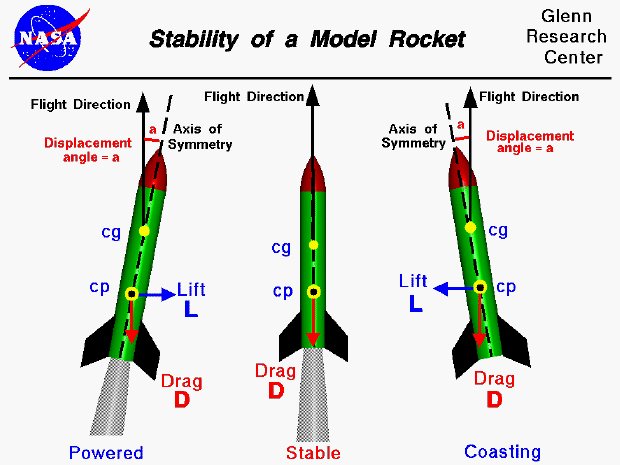 NASA
Stability of a Model Rocket
Glenn
Research
Center
Flight Direction
a
Axis of
Symmetry
Displacement
angle = a
cg
cp
Lift
L
Drag
D
Powered
Flight Direction
cg
cp
Drag
D
Stable
Flight Direction
Axis of
Symmetry
a
Displacement
angle = a
cg
cp
Lift
L
Drag
D
Coasting